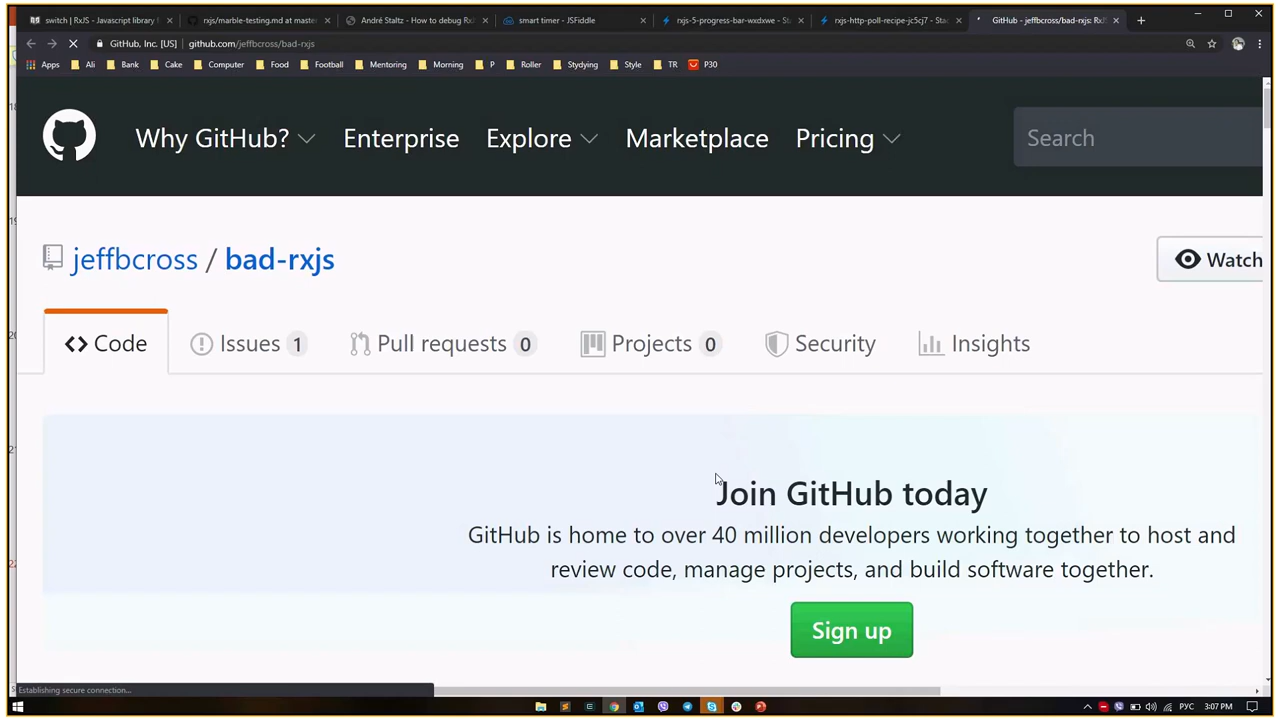 switch | RxJS - Javascript library f
rxjs/marble-testing.md at master
André Staltz - How to debug RxJ
smart timer - JSFiddle
rxjs-5-progress-bar-wxdxwe - Sta
rxjs-http-poll-recipe-jc5cj7 - Stac
GitHub - jeffbcross/bad-rxjs: RxJS
GitHub, Inc. [US]
github.com/jeffbcross/bad-rxjs
Apps Ali Bank Cake Computer Food Football Mentoring Morning P Roller Studying Style TR P30
Why GitHub? Enterprise Explore Marketplace Pricing Search
jeffbcross / bad-rxjs
Watch
Code Issues 1 Pull requests 0 Projects 0 Security Insights
Join GitHub today
GitHub is home to over 40 million developers working together to host and
review code, manage projects, and build software together.
Sign up
Establishing secure connection...
РУС 3:07 PM